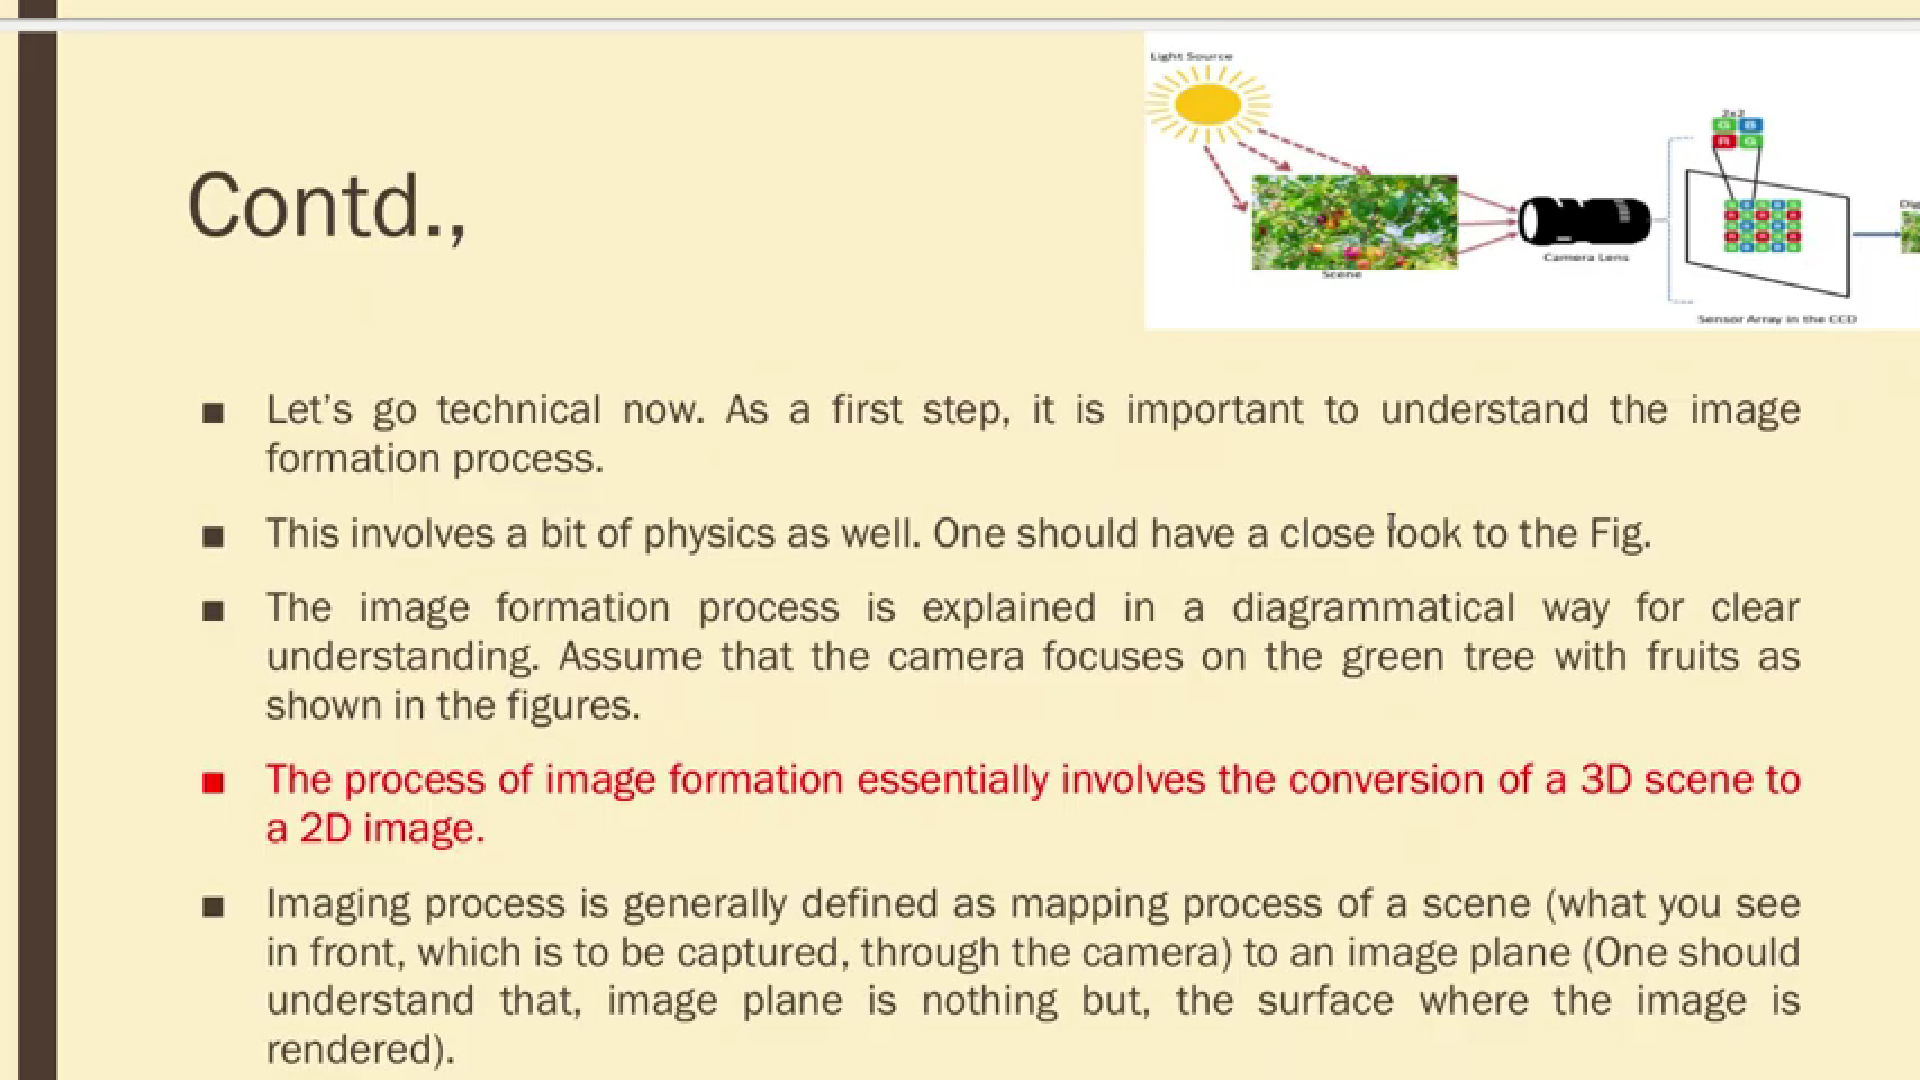 Light Source
2x2
G B
R G
Contd.,
Scene
Camera Lens
Sensor Array in the CCD
Let's go technical now. As a first step, it is important to understand the image
formation process.
This involves a bit of physics as well. One should have a close look to the Fig.
The image formation process is explained in a diagrammatical way for clear
understanding. Assume that the camera focuses on the green tree with fruits as
shown in the figures.
The process of image formation essentially involves the conversion of a 3D scene to
a 2D image.
Imaging process is generally defined as mapping process of a scene (what you see
in front, which is to be captured, through the camera) to an image plane (One should
understand that, image plane is nothing but, the surface where the image is
rendered).